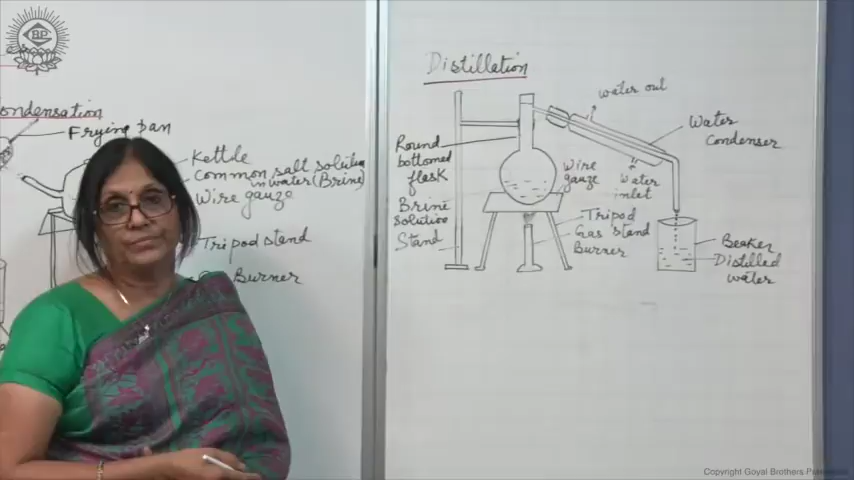 BP
ondensation
Frying pan
Kettle
Common salt solution
in water (Brine)
Wire gauze
Tripod stand
Burner
Distillation
water out
Water
Condenser
Round
bottomed
flask
Wire
gauze
Water
inlet
Brine
Solution
Stand
Tripod
Gas stand
Burner
Beaker
Distilled
water
Copyright Goyal Brothers